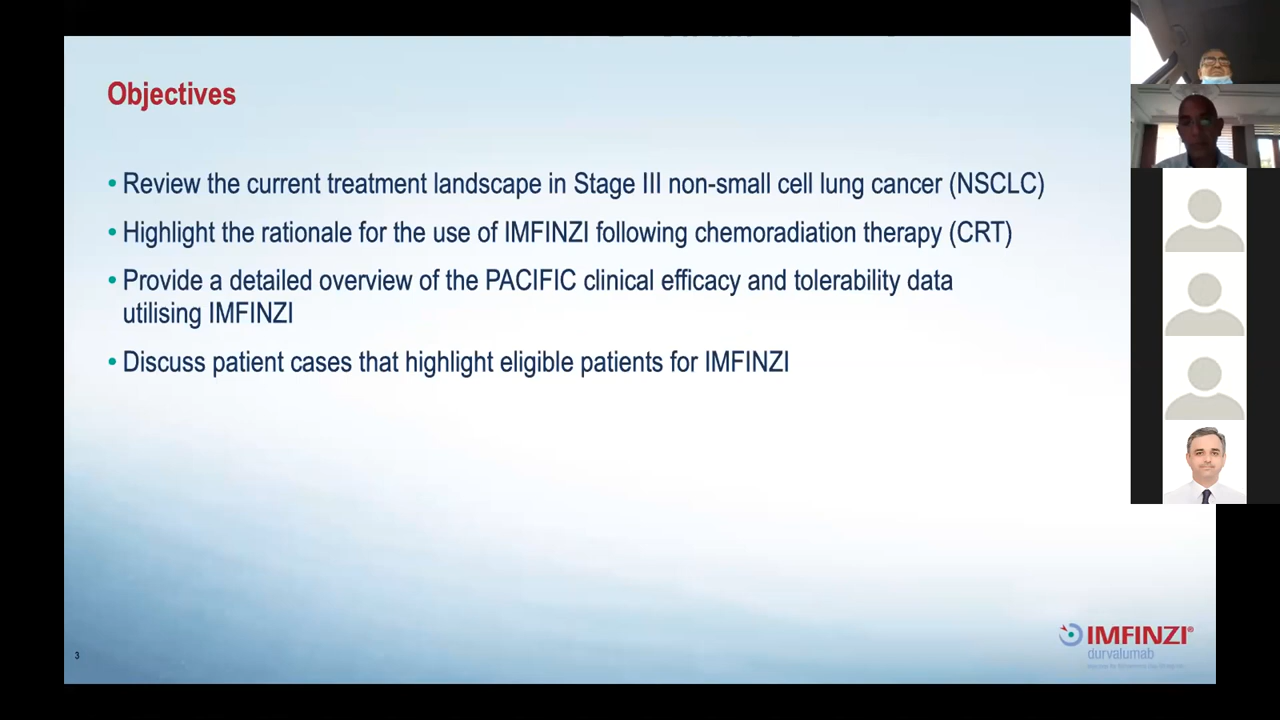 Objectives
• Review the current treatment landscape in Stage III non-small cell lung cancer (NSCLC)
• Highlight the rationale for the use of IMFINZI following chemoradiation therapy (CRT)
• Provide a detailed overview of the PACIFIC clinical efficacy and tolerability data
utilising IMFINZI
• Discuss patient cases that highlight eligible patients for IMFINZI
IMFINZI®
durvalumab
3